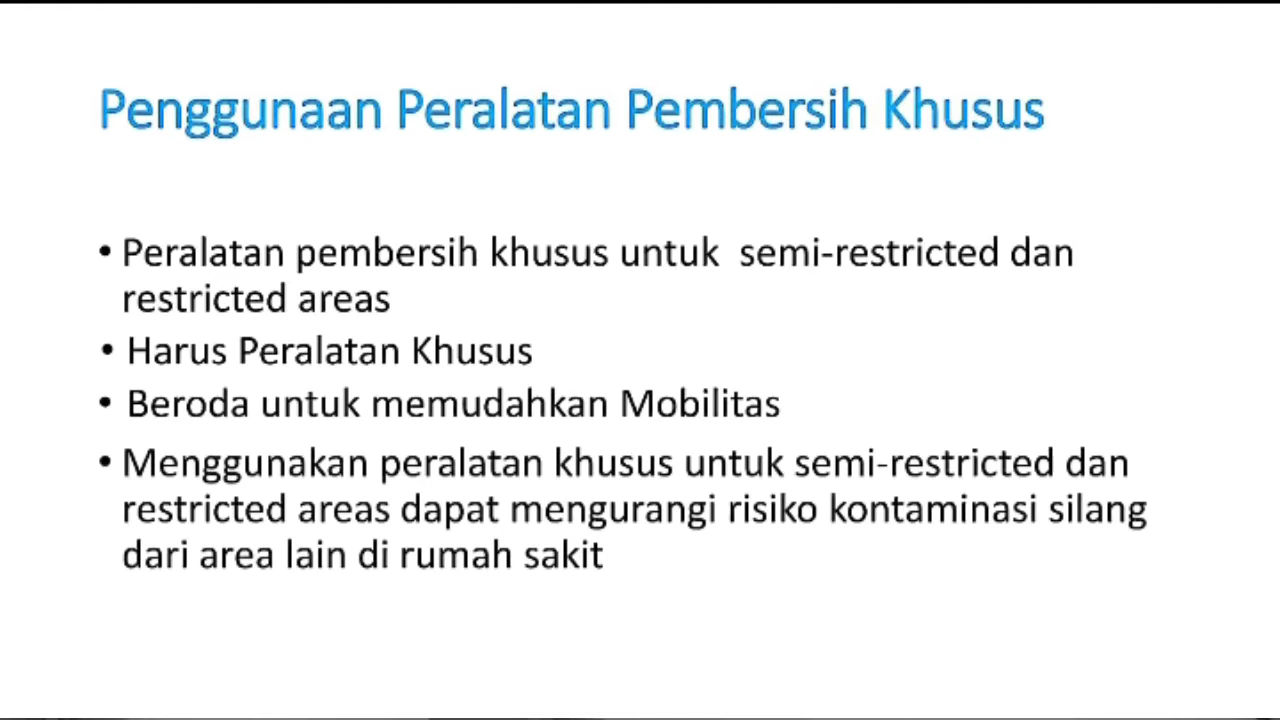 Penggunaan Peralatan Pembersih Khusus
• Peralatan pembersih khusus untuk  semi-restricted dan
restricted areas
• Harus Peralatan Khusus
• Beroda untuk memudahkan Mobilitas
• Menggunakan peralatan khusus untuk semi-restricted dan
restricted areas dapat mengurangi risiko kontaminasi silang
dari area lain di rumah sakit